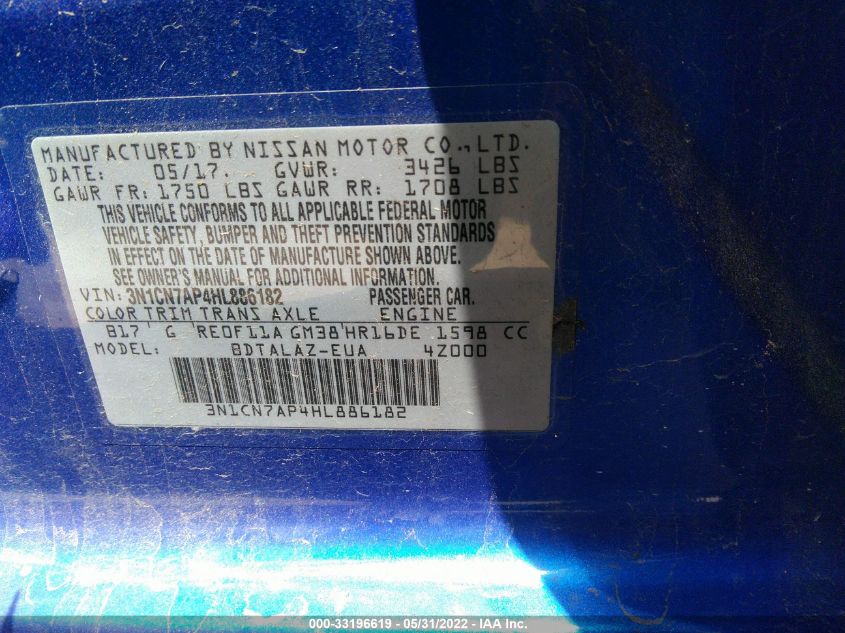 MANUFACTURED BY NISSAN MOTOR CO., LTD.
DATE: 05/17. GVWR: 3426 LBS
GAWR FR: 1750 LBS GAWR RR: 1708 LBS
THIS VEHICLE CONFORMS TO ALL APPLICABLE FEDERAL MOTOR
VEHICLE SAFETY, BUMPER AND THEFT PREVENTION STANDARDS
IN EFFECT ON THE DATE OF MANUFACTURE SHOWN ABOVE.
SEE OWNER'S MANUAL FOR ADDITIONAL INFORMATION.
VIN: 3N1CN7AP4HL886182 PASSENGER CAR.
COLOR TRIM TRANS AXLE ENGINE
B17 G RE0F11A GM38 HR16DE 1598 CC
MODEL: BDTALAZ-EUA 4Z000
3N1CN7AP4HL886182
000-33196619 - 05/31/2022 - IAA Inc.